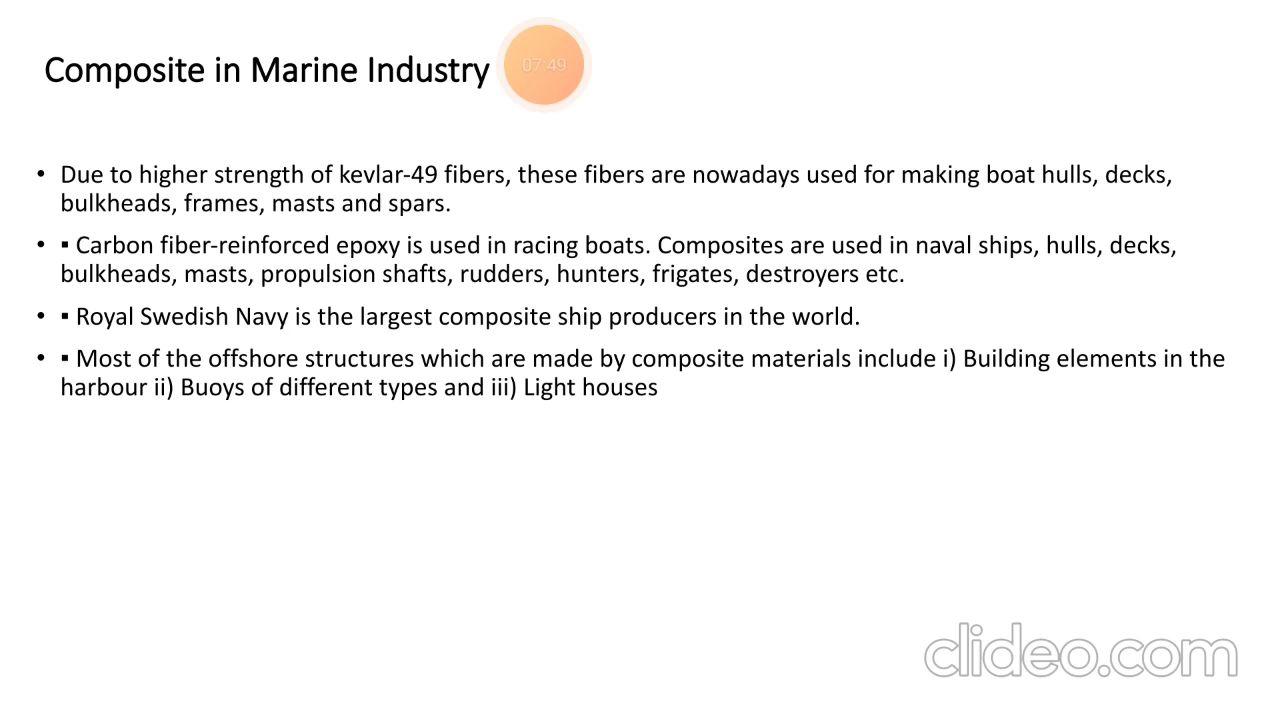 Composite in Marine Industry
07:49
• Due to higher strength of kevlar-49 fibers, these fibers are nowadays used for making boat hulls, decks,
bulkheads, frames, masts and spars.
• ▪ Carbon fiber-reinforced epoxy is used in racing boats. Composites are used in naval ships, hulls, decks,
bulkheads, masts, propulsion shafts, rudders, hunters, frigates, destroyers etc.
• ▪ Royal Swedish Navy is the largest composite ship producers in the world.
• ▪ Most of the offshore structures which are made by composite materials include i) Building elements in the
harbour ii) Buoys of different types and iii) Light houses
clideo.com